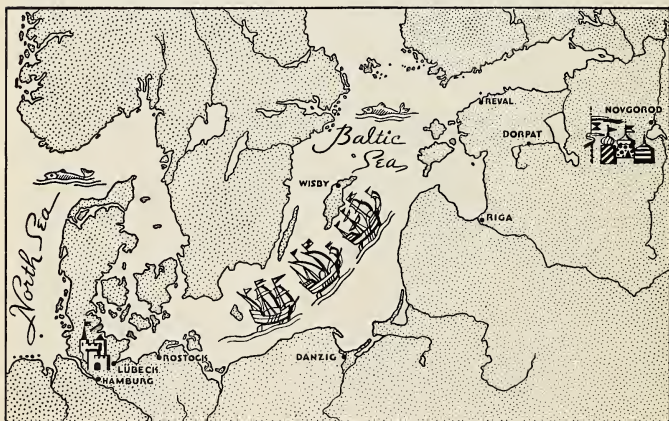 REVAL
NOVGOROD
DORPAT
Baltic
Sea
WISBY
North Sea
RIGA
ROSTOCK
DANZIG
LÜBECK
HAMBURG